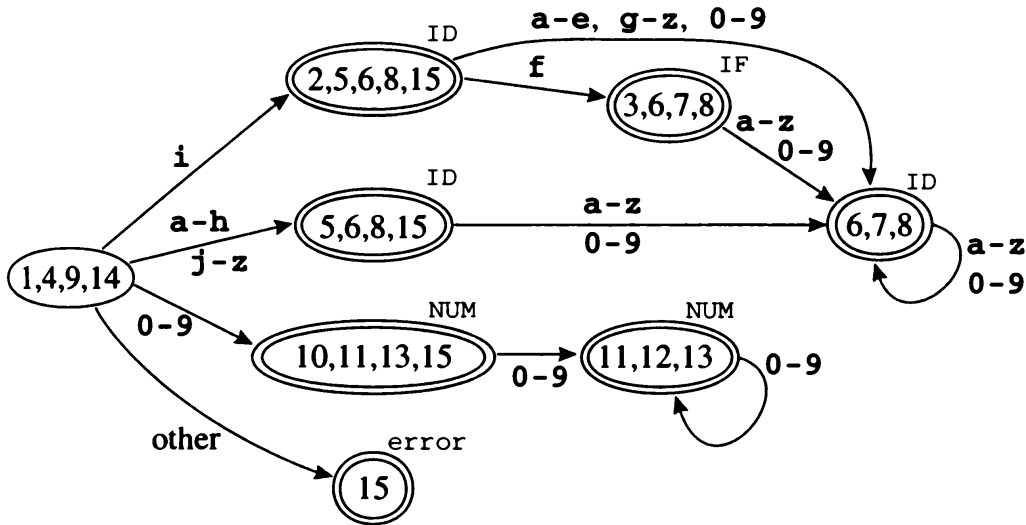 a-e, g-z, 0-9
ID
2,5,6,8,15
f
IF
3,6,7,8
a-z
0-9
i
ID
5,6,8,15
a-z
0-9
ID
6,7,8
a-z
0-9
a-h
j-z
1,4,9,14
0-9
NUM
10,11,13,15
0-9
NUM
11,12,13
0-9
other
error
15